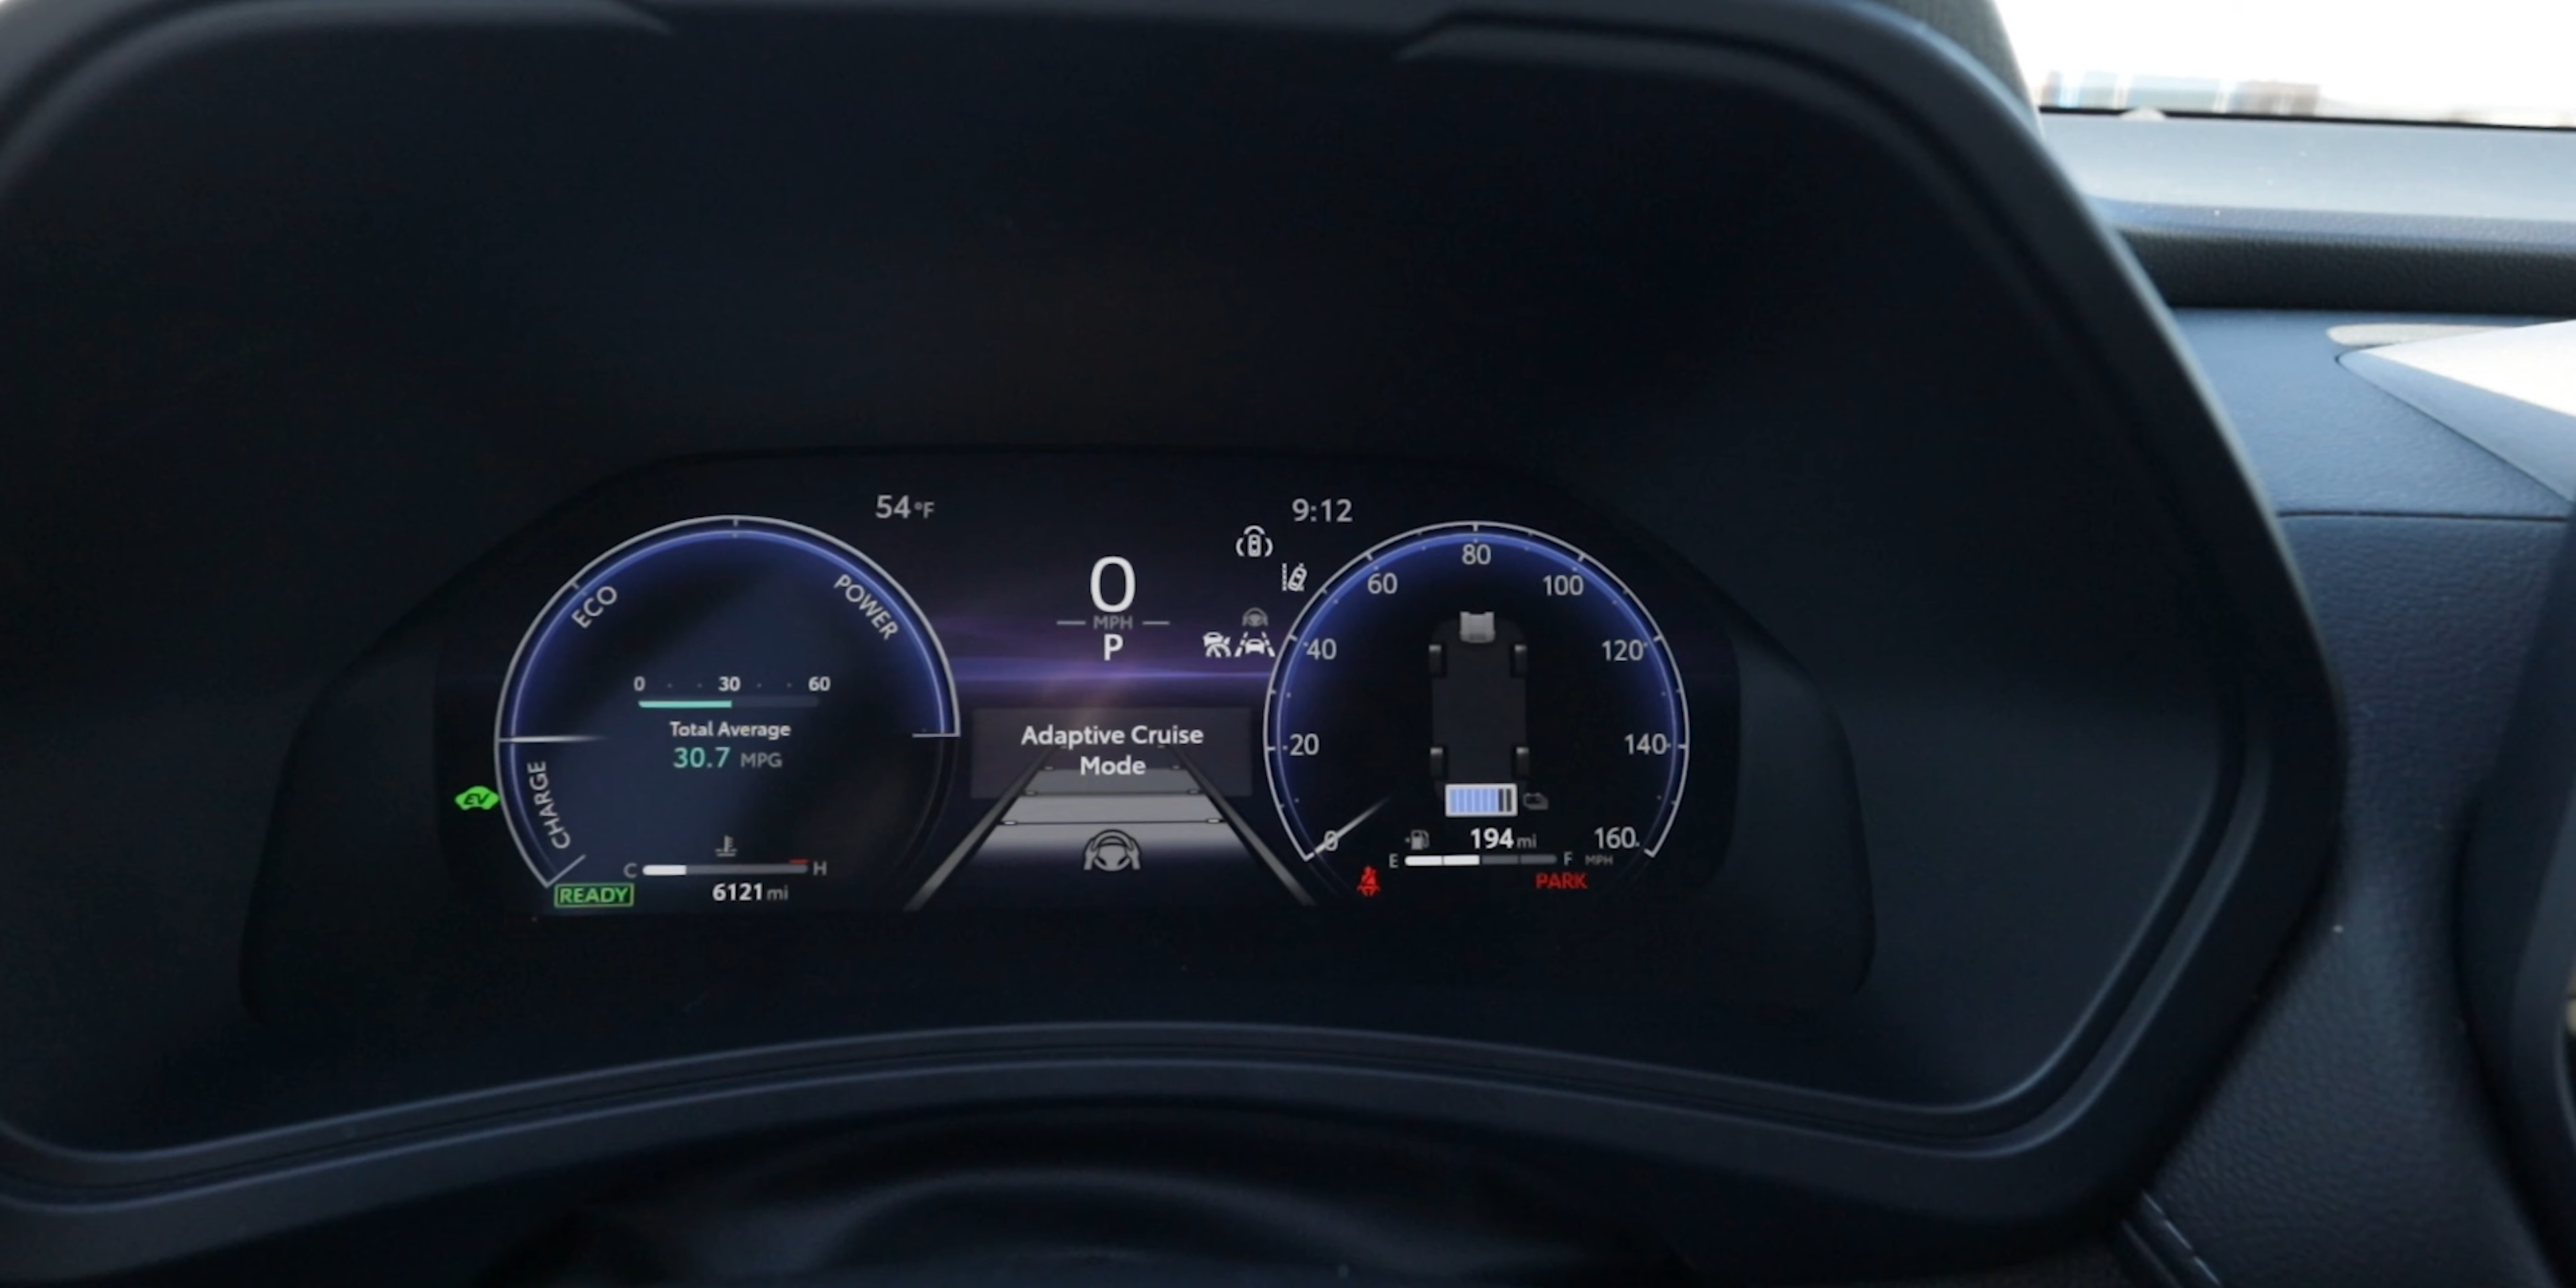 54°F
9:12
0
MPH
P
ECO
POWER
CHARGE
0 30 60
Total Average
30.7 MPG
C H
READY
6121 mi
EV
Adaptive Cruise
Mode
0
20
40
60
80
100
120
140
160
MPH
194 mi
E F
PARK